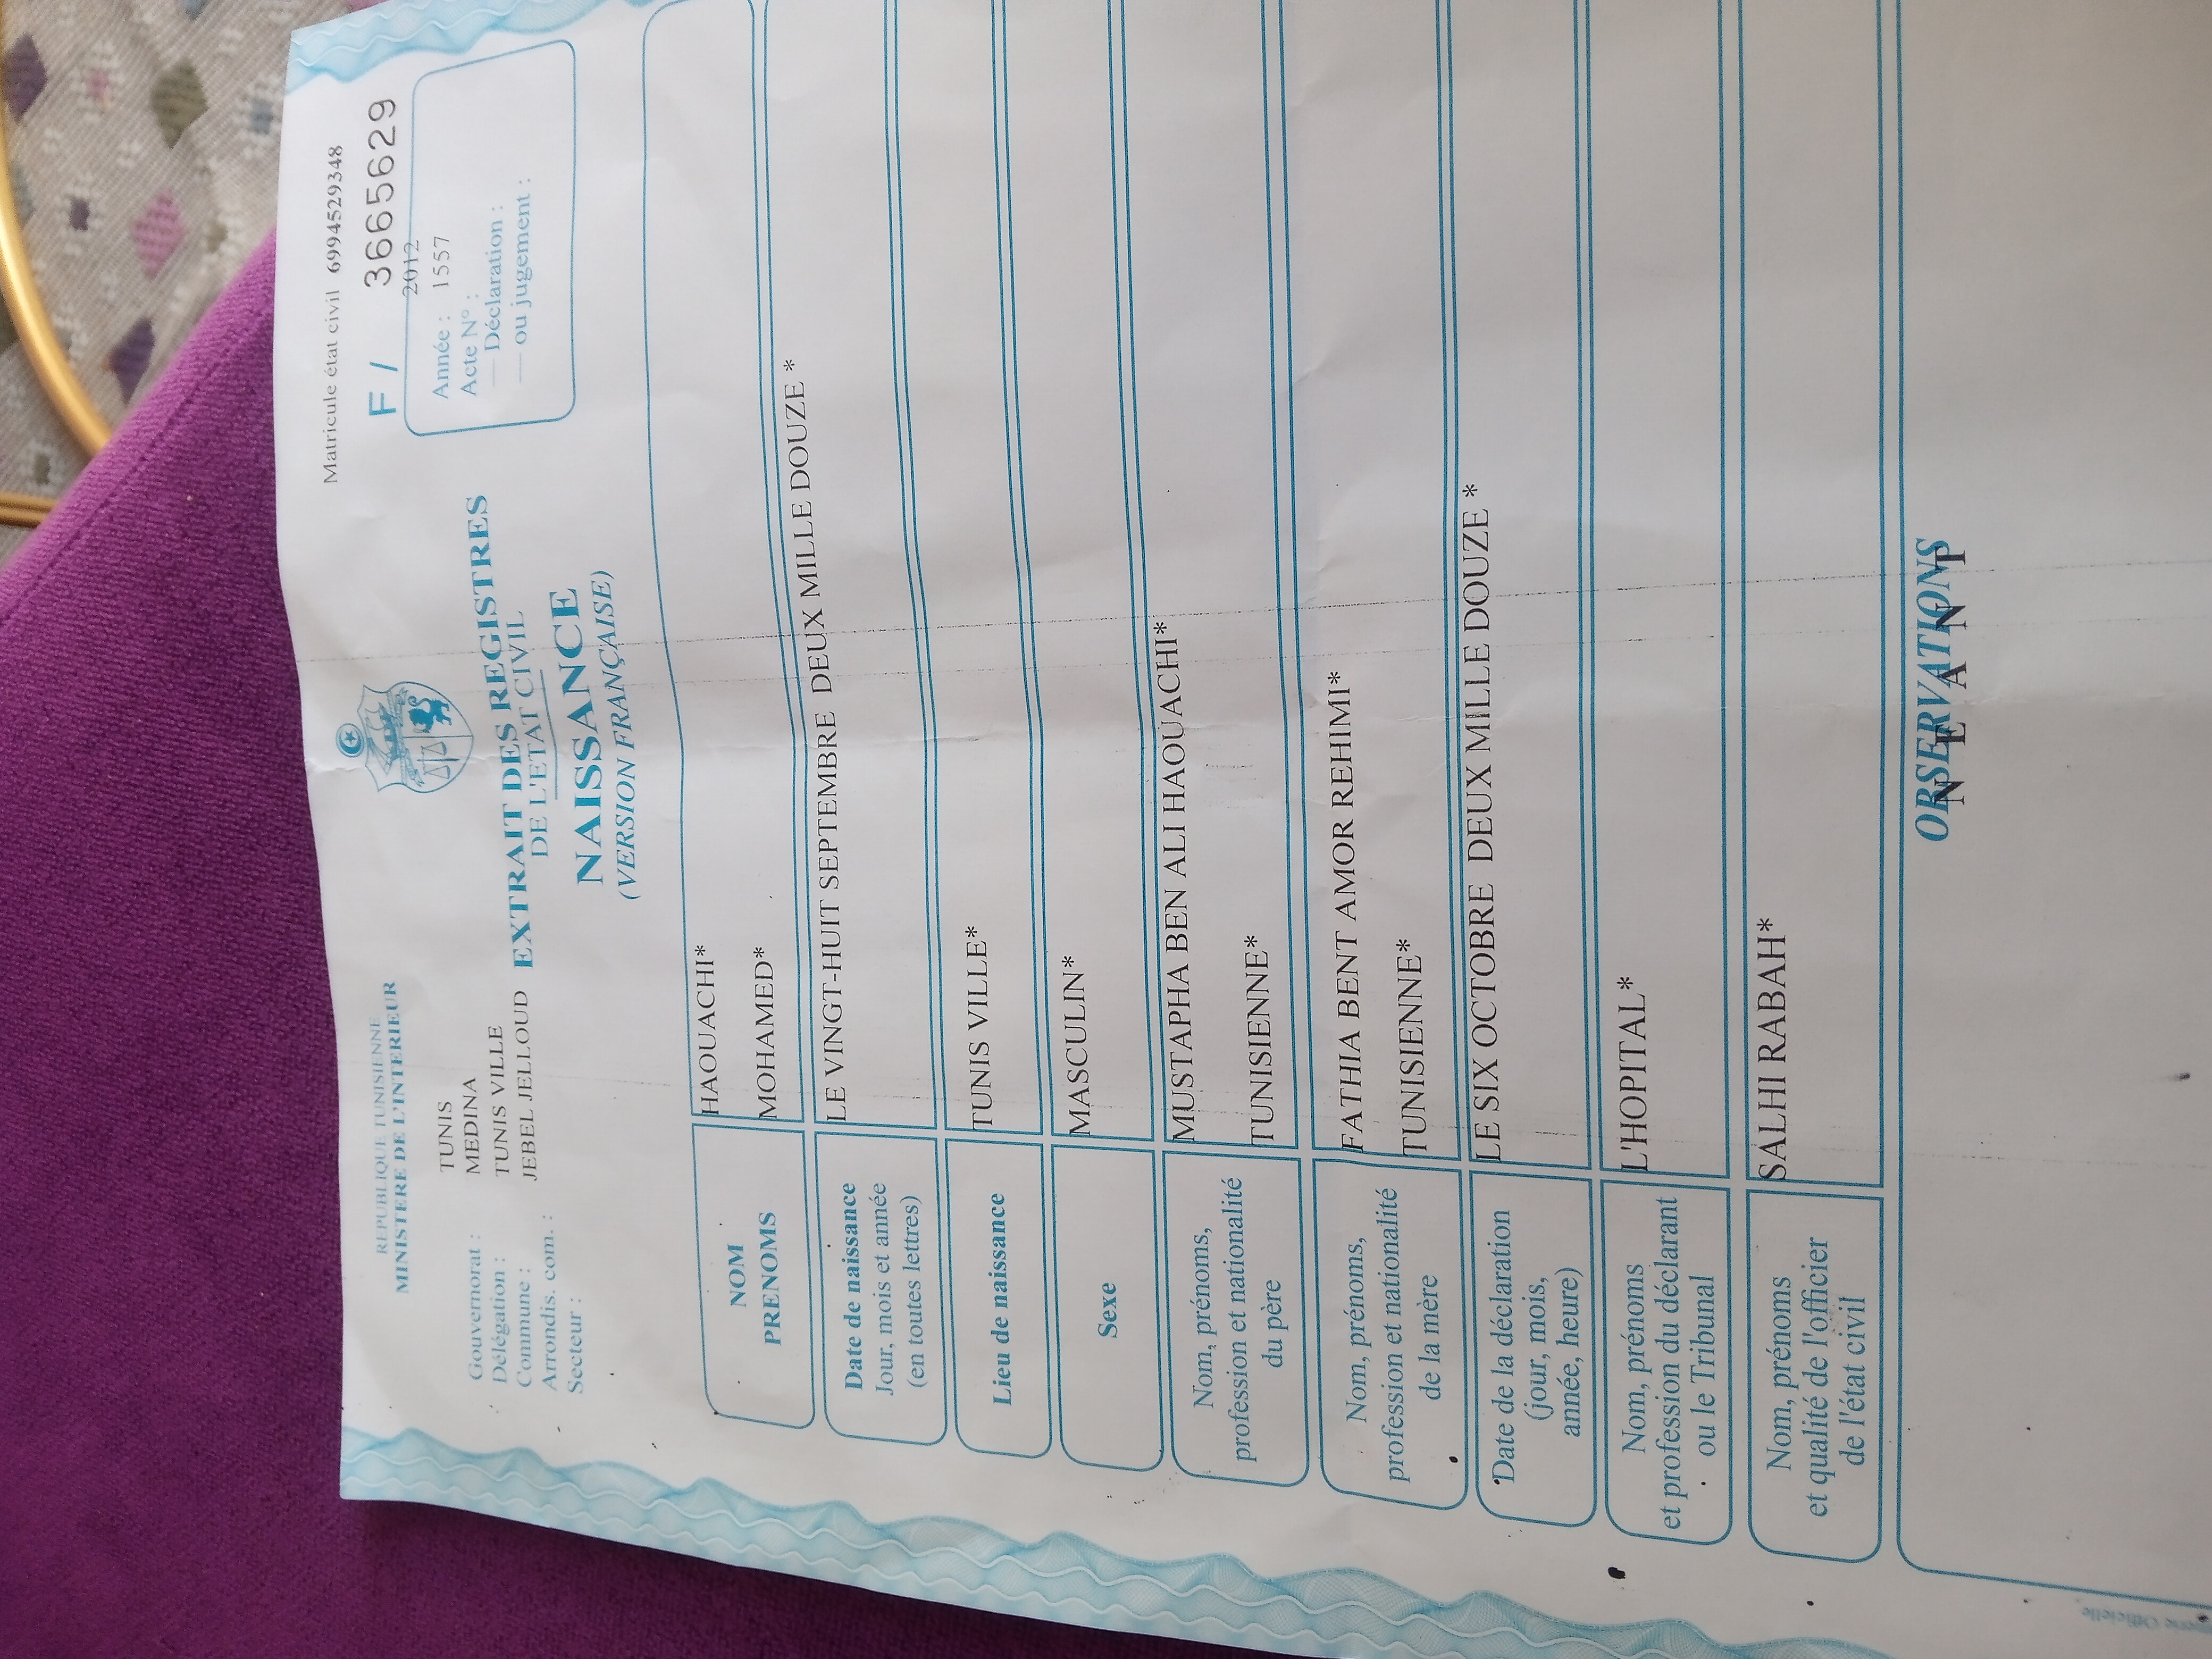 REPUBLIQUE TUNISIENNE
MINISTERE DE L'INTERIEUR
Matricule état civil 6994529348
F / 3665629
Gouvernorat : TUNIS
Délégation : MEDINA
Commune : TUNIS VILLE
Arrondis. com. : JEBEL JELLOUD
Secteur :
2012
Année : 1557
Acte N° :
— Déclaration :
— ou jugement :
EXTRAIT DES REGISTRES
DE L'ETAT CIVIL
NAISSANCE
(VERSION FRANÇAISE)
NOM HAOUACHI*
PRENOMS MOHAMED*
Date de naissance
Jour, mois et année
(en toutes lettres)
LE VINGT-HUIT SEPTEMBRE DEUX MILLE DOUZE *
Lieu de naissance TUNIS VILLE*
Sexe MASCULIN*
Nom, prénoms,
profession et nationalité
du père
MUSTAPHA BEN ALI HAOUACHI*
TUNISIENNE*
Nom, prénoms,
profession et nationalité
de la mère
FATHIA BENT AMOR REHIMI*
TUNISIENNE*
Date de la déclaration
(jour, mois,
année, heure)
LE SIX OCTOBRE DEUX MILLE DOUZE *
Nom, prénoms
et profession du déclarant
ou le Tribunal
L'HOPITAL*
Nom, prénoms
et qualité de l'officier
de l'état civil
SALHI RABAH*
OBSERVATIONS
N E A N T
Officielle